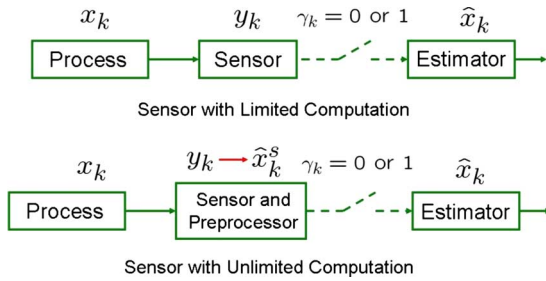 x_k y_k γ_k = 0 or 1 x̂_k
Process Sensor Estimator
Sensor with Limited Computation
x_k y_k → x̂_k^s γ_k = 0 or 1 x̂_k
Process Sensor and Preprocessor Estimator
Sensor with Unlimited Computation